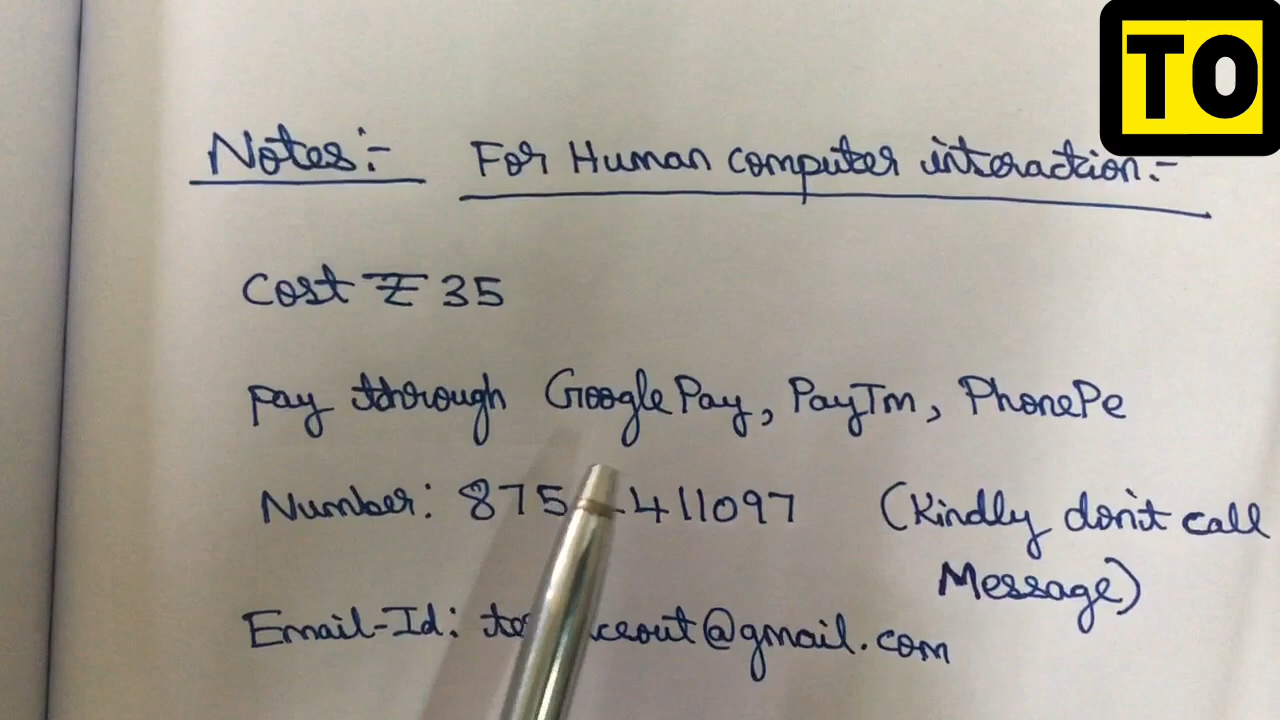 TO
Notes:-
For Human computer interaction:-
Cost ₹ 35
Pay through GooglePay, PayTm, PhonePe
Number: (Kindly don't call
Message)
Email-Id: